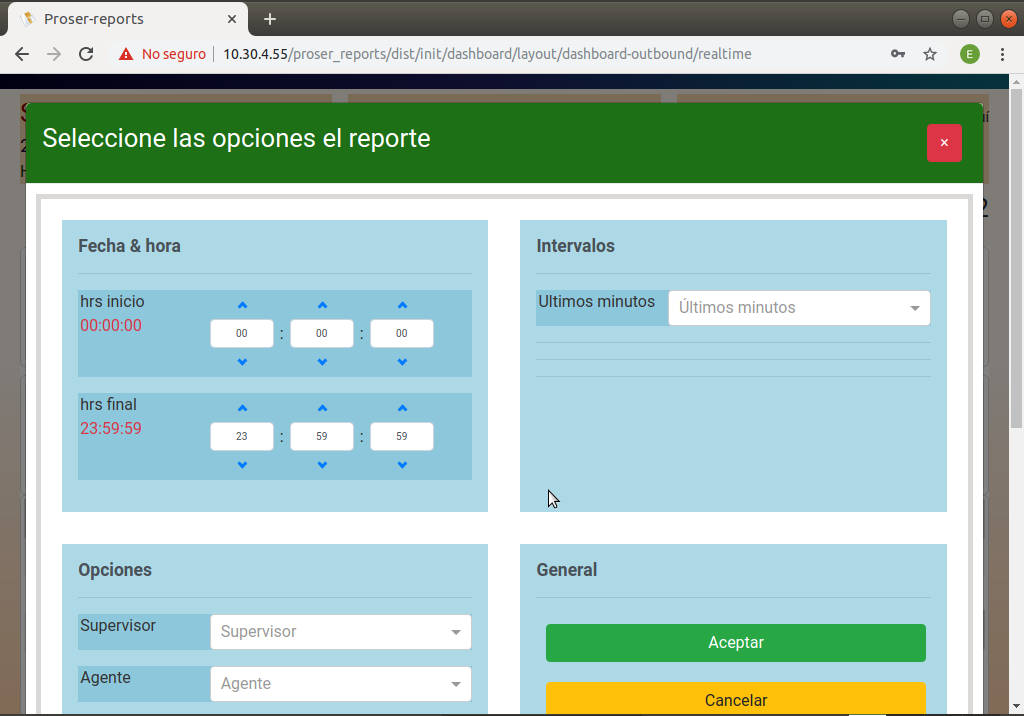 Proser-reports
No seguro
10.30.4.55/proser_reports/dist/init/dashboard/layout/dashboard-outbound/realtime
E
Seleccione las opciones el reporte
×
Fecha & hora
hrs inicio
00:00:00
00 : 00 : 00
hrs final
23:59:59
23 : 59 : 59
Intervalos
Ultimos minutos
Últimos minutos
Opciones
Supervisor
Supervisor
Agente
Agente
General
Aceptar
Cancelar